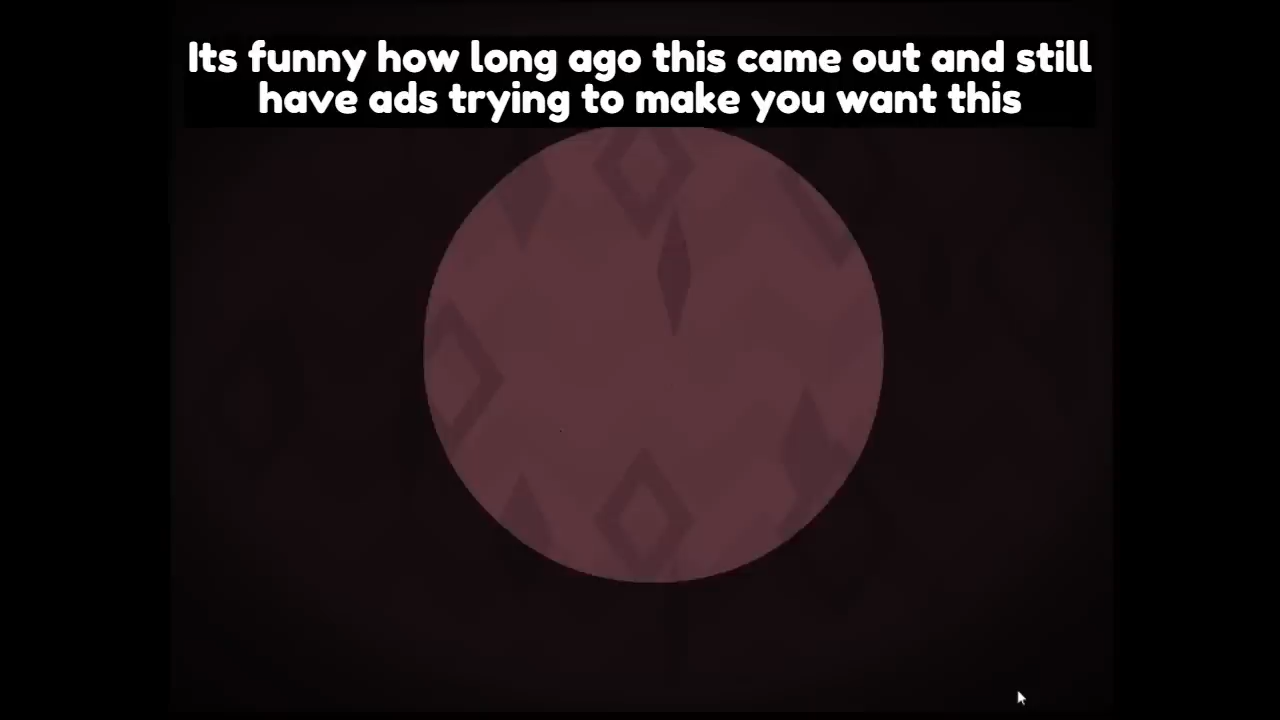 Its funny how long ago this came out and still
have ads trying to make you want this